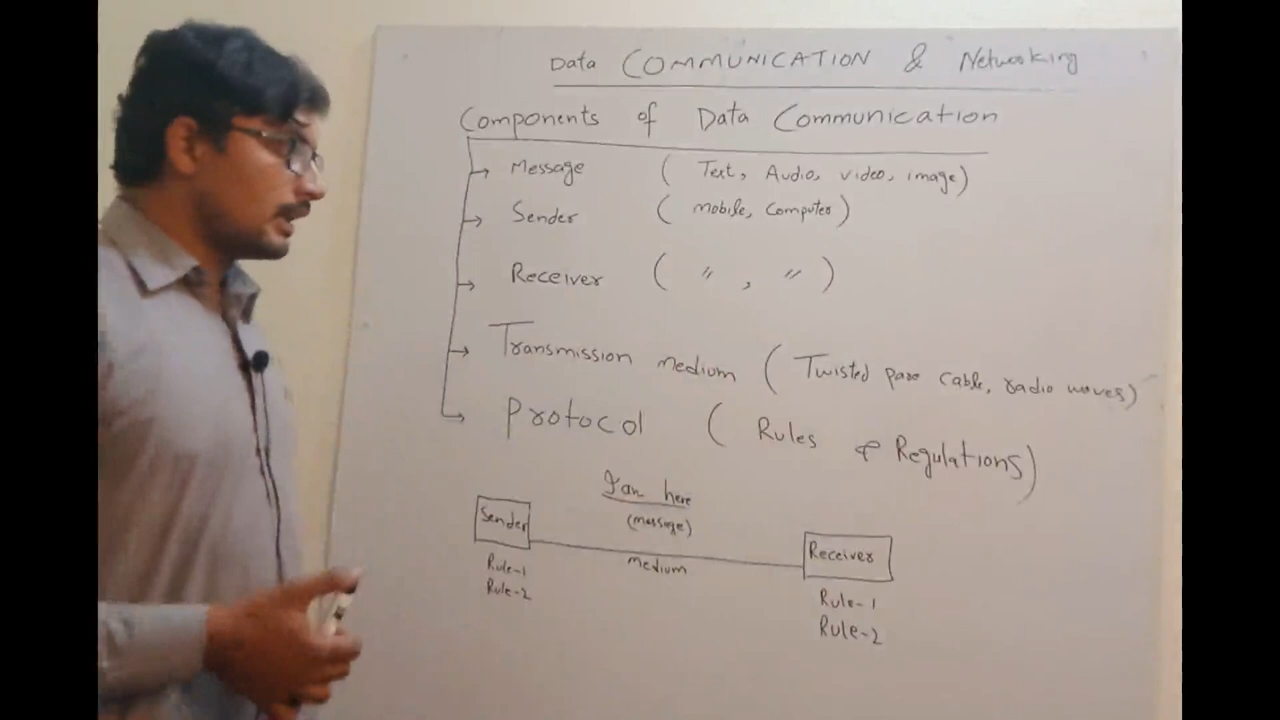 Data COMMUNICATION & Networking
Components of Data Communication
Message ( Text, Audio, video, image)
Sender ( mobile, Computer)
Receiver ( " , " )
Transmission medium ( Twisted pare Cable, radio waves)
Protocol ( Rules & Regulations)
I am here
(message)
Sender
Receiver
medium
Rule-1
Rule-2
Rule-1
Rule-2